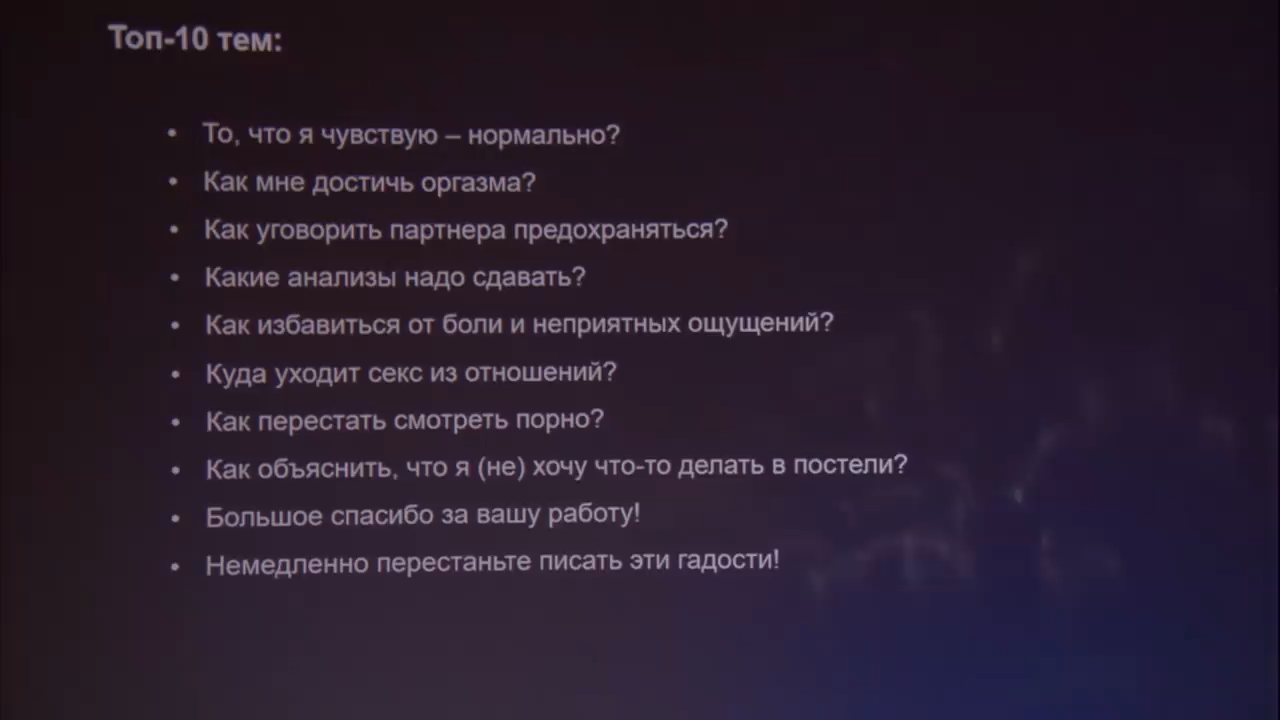 Топ-10 тем:
• То, что я чувствую – нормально?
• Как мне достичь оргазма?
• Как уговорить партнера предохраняться?
• Какие анализы надо сдавать?
• Как избавиться от боли и неприятных ощущений?
• Куда уходит секс из отношений?
• Как перестать смотреть порно?
• Как объяснить, что я (не) хочу что-то делать в постели?
• Большое спасибо за вашу работу!
• Немедленно перестаньте писать эти гадости!